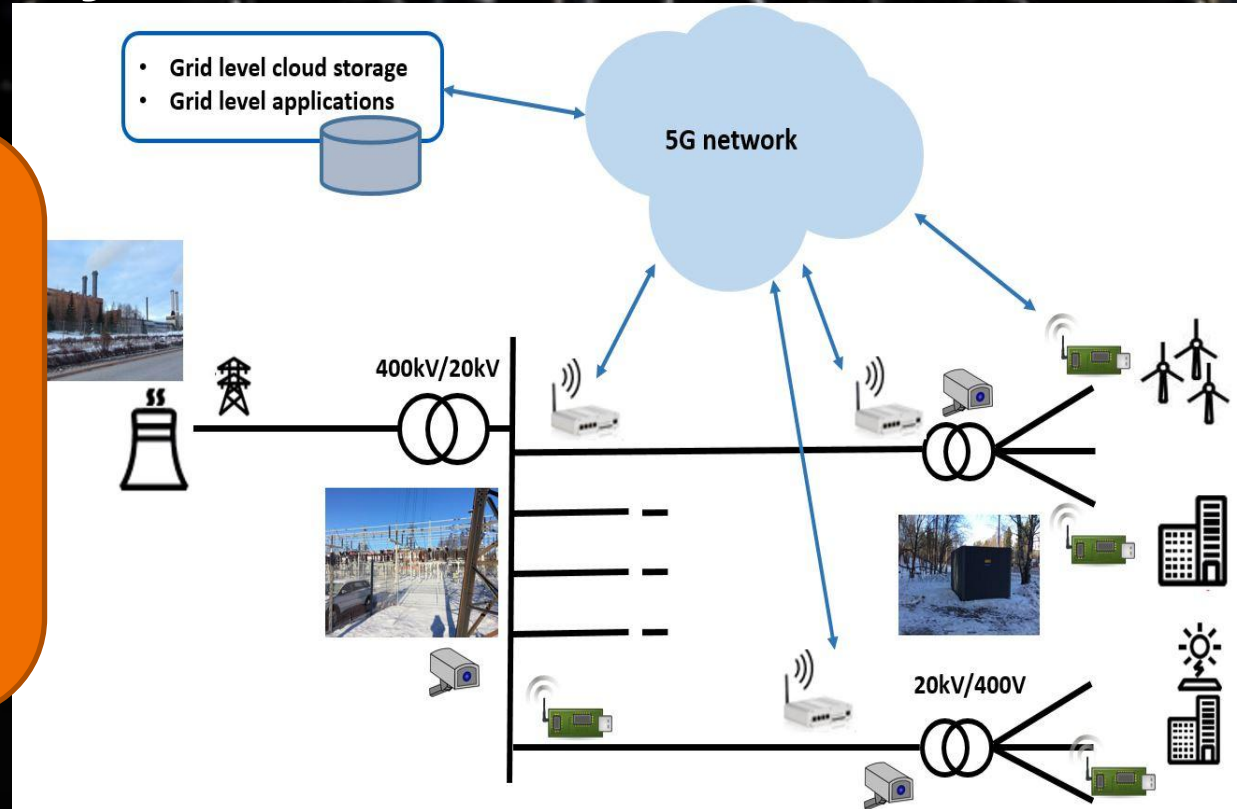 • Grid level cloud storage
• Grid level applications
5G network
400kV/20kV
20kV/400V